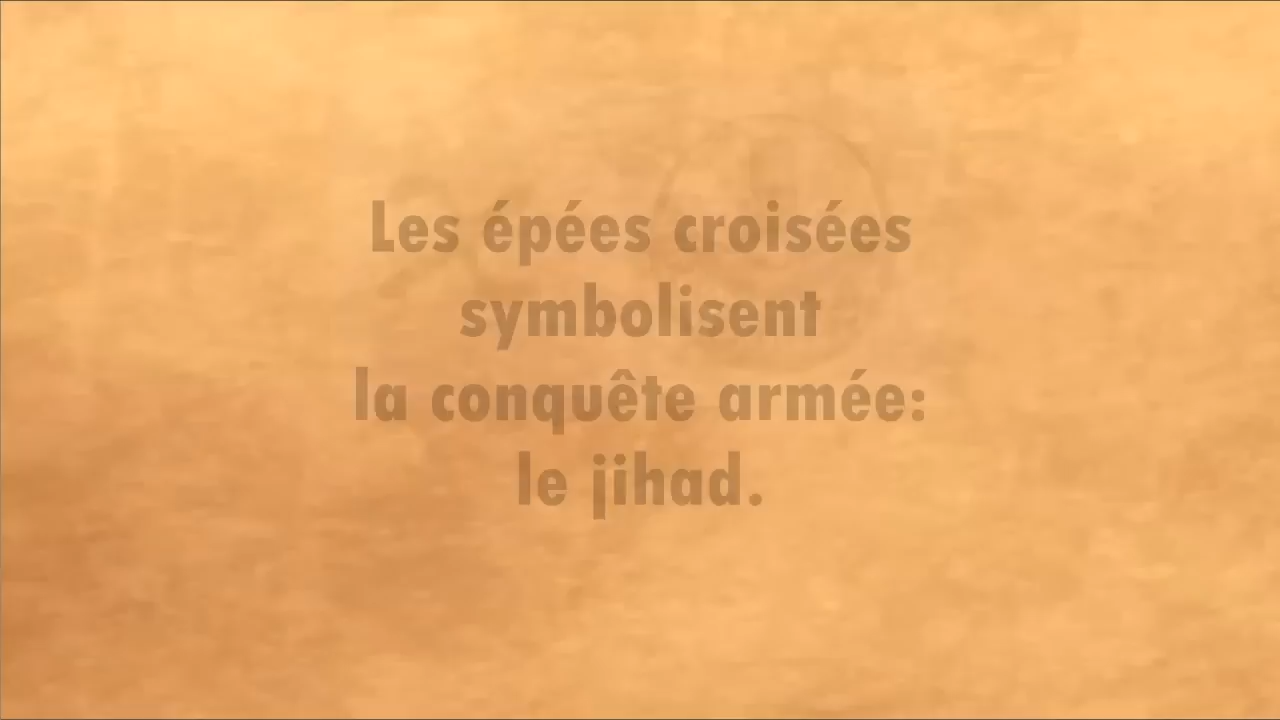 Les épées croisées
symbolisent
la conquête armée:
le jihad.